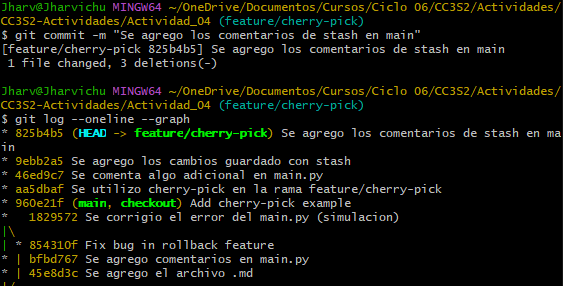 Jharv@Jharvichu MINGW64 ~/OneDrive/Documentos/Cursos/Ciclo 06/CC3S2/Actividades/
CC3S2-Actividades/Actividad_04 (feature/cherry-pick)
$ git commit -m "Se agrego los comentarios de stash en main"
[feature/cherry-pick 825b4b5] Se agrego los comentarios de stash en main
 1 file changed, 3 deletions(-)

Jharv@Jharvichu MINGW64 ~/OneDrive/Documentos/Cursos/Ciclo 06/CC3S2/Actividades/
CC3S2-Actividades/Actividad_04 (feature/cherry-pick)
$ git log --oneline --graph
* 825b4b5 (HEAD -> feature/cherry-pick) Se agrego los comentarios de stash en ma
in
* 9ebb2a5 Se agrego los cambios guardado con stash
* 46ed9c7 Se comenta algo adicional en main.py
* aa5dbaf Se utilizo cherry-pick en la rama feature/cherry-pick
* 960e21f (main, checkout) Add cherry-pick example
*   1829572 Se corrigio el error del main.py (simulacion)
|\
| * 854310f Fix bug in rollback feature
* | bfbd767 Se agrego comentarios en main.py
* | 45e8d3c Se agrego el archivo .md
|/